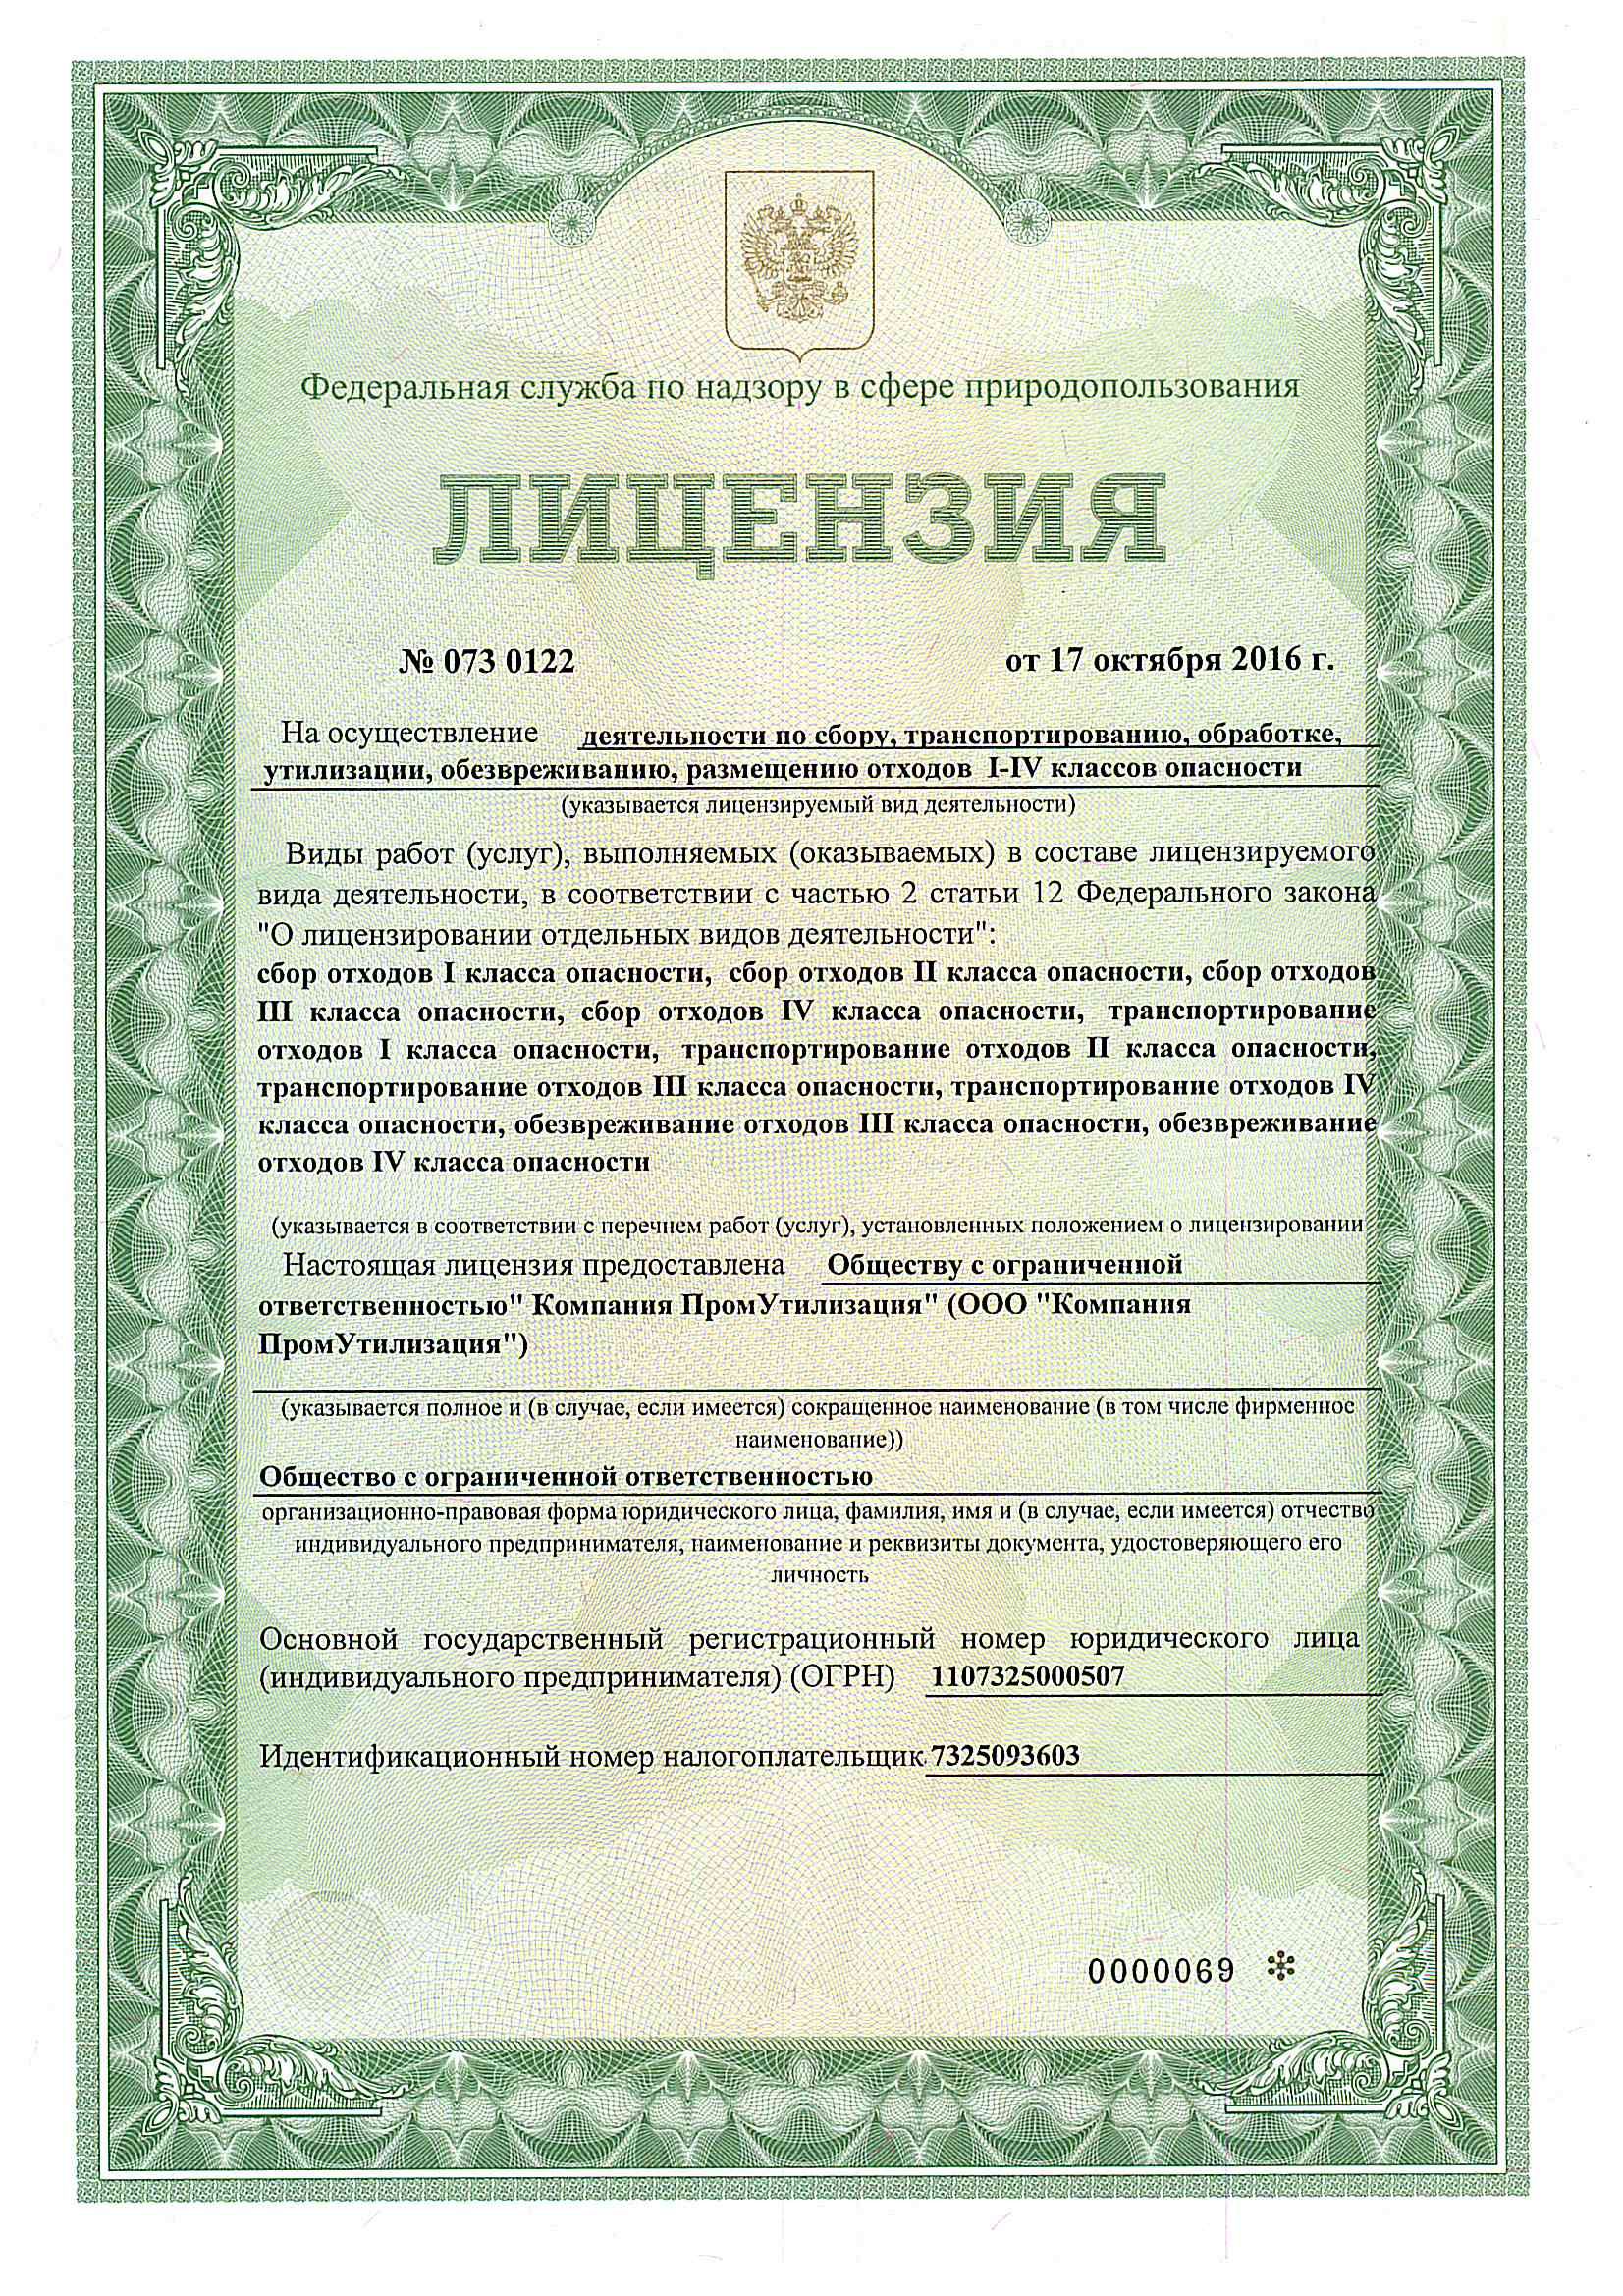 Федеральная служба по надзору в сфере природопользования
ЛИЦЕНЗИЯ
№ 073 0122 от 17 октября 2016 г.
На осуществление деятельности по сбору, транспортированию, обработке,
утилизации, обезвреживанию, размещению отходов I-IV классов опасности
(указывается лицензируемый вид деятельности)
Виды работ (услуг), выполняемых (оказываемых) в составе лицензируемого
вида деятельности, в соответствии с частью 2 статьи 12 Федерального закона
"О лицензировании отдельных видов деятельности":
сбор отходов I класса опасности, сбор отходов II класса опасности, сбор отходов
III класса опасности, сбор отходов IV класса опасности, транспортирование
отходов I класса опасности, транспортирование отходов II класса опасности,
транспортирование отходов III класса опасности, транспортирование отходов IV
класса опасности, обезвреживание отходов III класса опасности, обезвреживание
отходов IV класса опасности
(указывается в соответствии с перечнем работ (услуг), установленных положением о лицензировании
Настоящая лицензия предоставлена Обществу с ограниченной
ответственностью" Компания ПромУтилизация" (ООО "Компания
ПромУтилизация")
(указывается полное и (в случае, если имеется) сокращенное наименование (в том числе фирменное
наименование))
Общество с ограниченной ответственностью
организационно-правовая форма юридического лица, фамилия, имя и (в случае, если имеется) отчество
индивидуального предпринимателя, наименование и реквизиты документа, удостоверяющего его
личность
Основной государственный регистрационный номер юридического лица
(индивидуального предпринимателя) (ОГРН) 1107325000507
Идентификационный номер налогоплательщик 7325093603
0000069